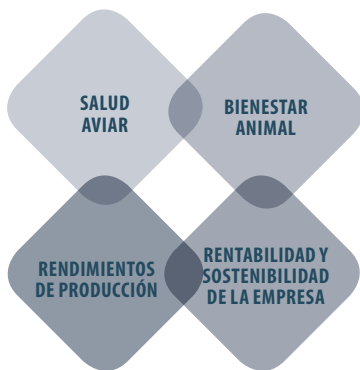 SALUD
AVIAR
BIENESTAR
ANIMAL
RENDIMIENTOS
DE PRODUCCIÓN
RENTABILIDAD Y
SOSTENIBILIDAD
DE LA EMPRESA